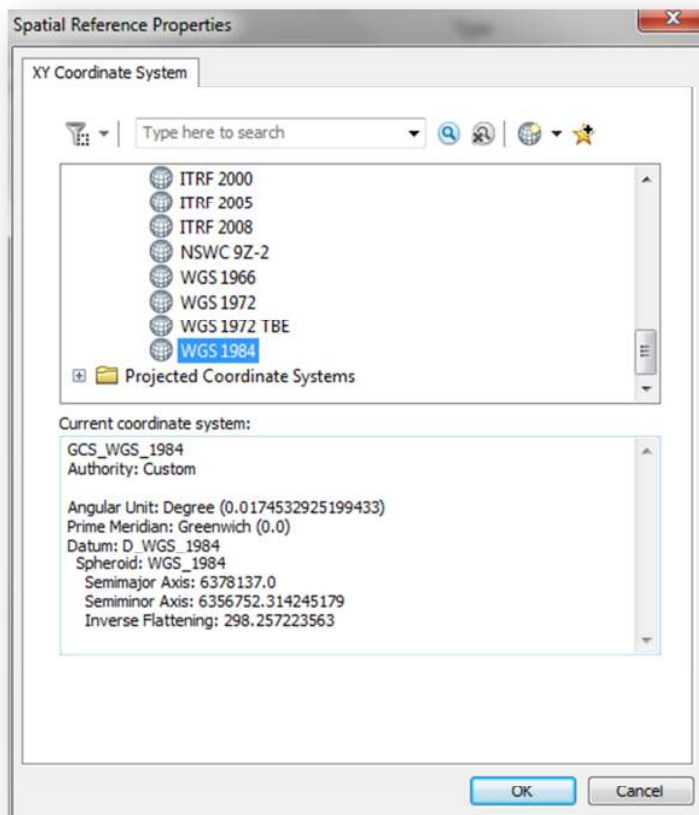 Spatial Reference Properties
XY Coordinate System
Type here to search
ITRF 2000
ITRF 2005
ITRF 2008
NSWC 9Z-2
WGS 1966
WGS 1972
WGS 1972 TBE
WGS 1984
Projected Coordinate Systems
Current coordinate system:
GCS_WGS_1984
Authority: Custom
Angular Unit: Degree (0.0174532925199433)
Prime Meridian: Greenwich (0.0)
Datum: D_WGS_1984
Spheroid: WGS_1984
Semimajor Axis: 6378137.0
Semiminor Axis: 6356752.314245179
Inverse Flattening: 298.257223563
OK Cancel